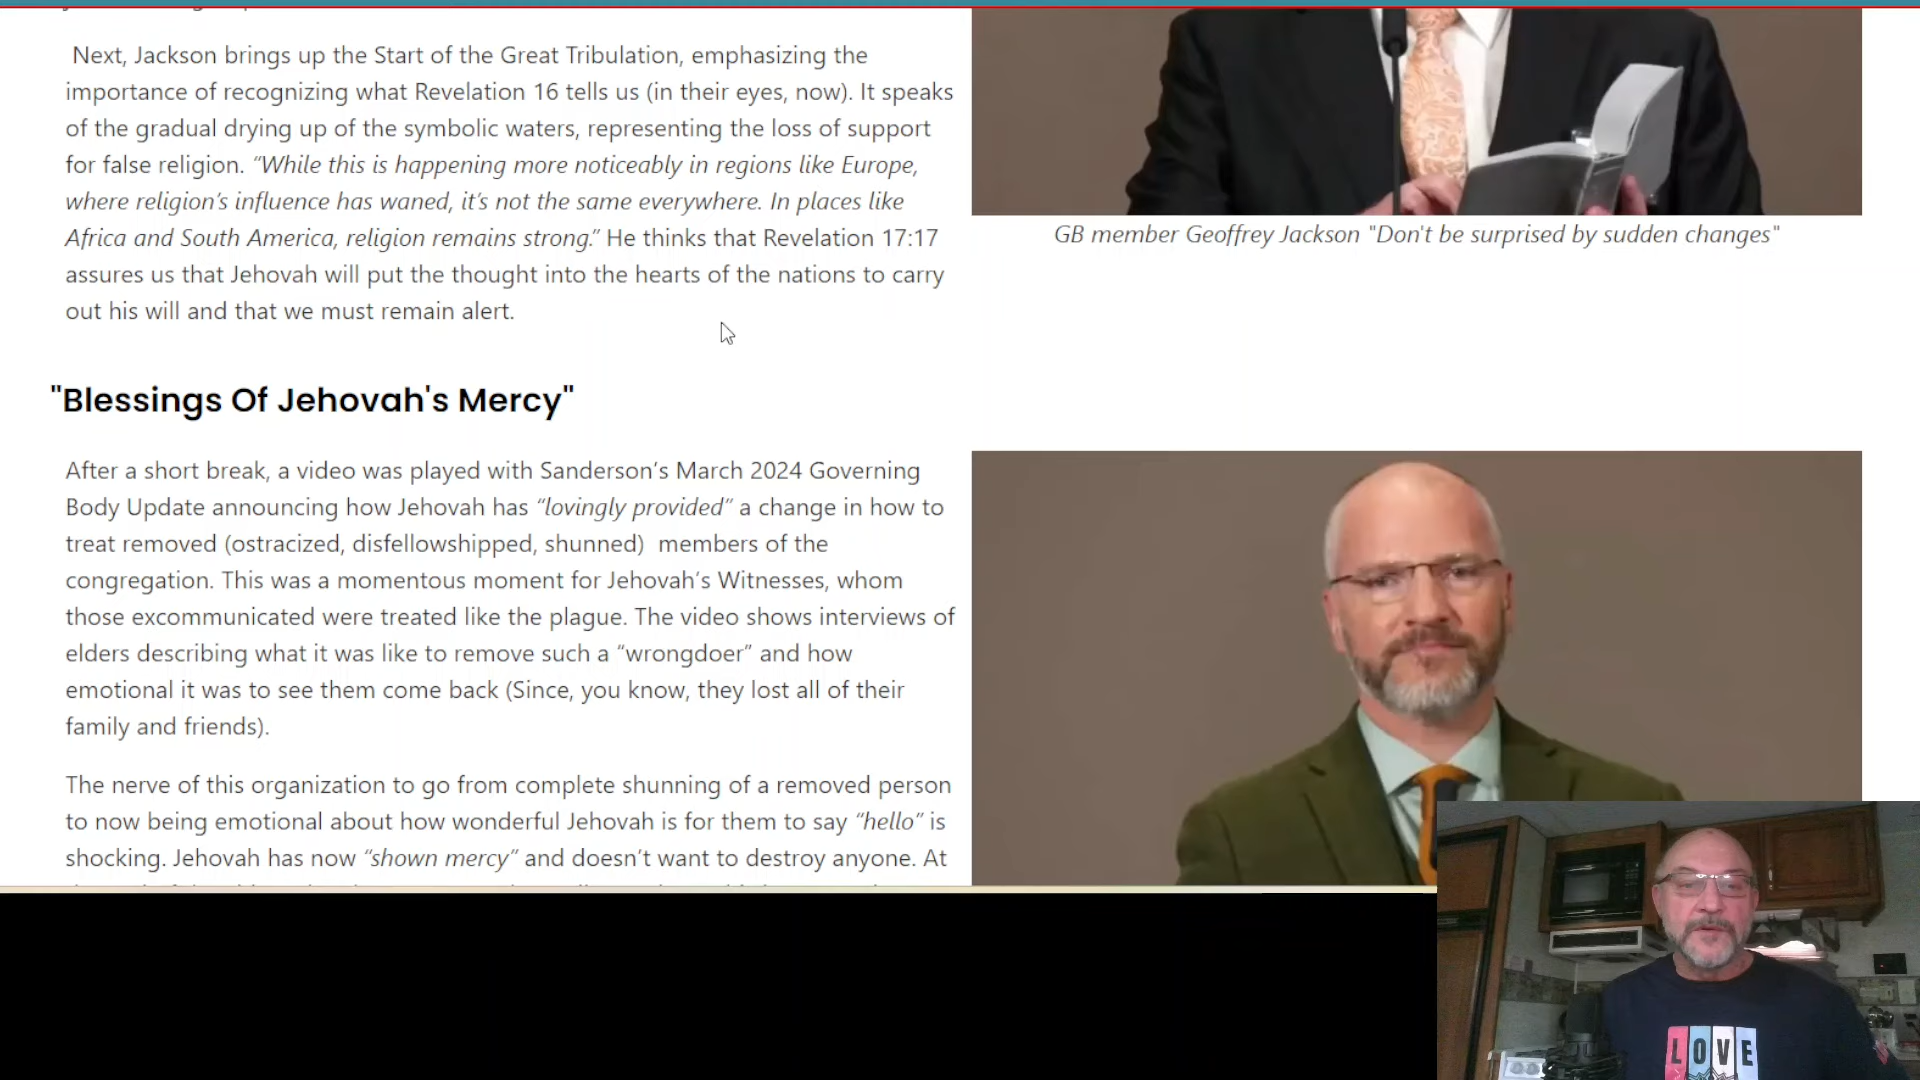 Next, Jackson brings up the Start of the Great Tribulation, emphasizing the
importance of recognizing what Revelation 16 tells us (in their eyes, now). It speaks
of the gradual drying up of the symbolic waters, representing the loss of support
for false religion. “While this is happening more noticeably in regions like Europe,
where religion’s influence has waned, it’s not the same everywhere. In places like
Africa and South America, religion remains strong.” He thinks that Revelation 17:17
assures us that Jehovah will put the thought into the hearts of the nations to carry
out his will and that we must remain alert.
GB member Geoffrey Jackson "Don't be surprised by sudden changes"
"Blessings Of Jehovah's Mercy"
After a short break, a video was played with Sanderson’s March 2024 Governing
Body Update announcing how Jehovah has “lovingly provided” a change in how to
treat removed (ostracized, disfellowshipped, shunned)  members of the
congregation. This was a momentous moment for Jehovah’s Witnesses, whom
those excommunicated were treated like the plague. The video shows interviews of
elders describing what it was like to remove such a “wrongdoer” and how
emotional it was to see them come back (Since, you know, they lost all of their
family and friends).
The nerve of this organization to go from complete shunning of a removed person
to now being emotional about how wonderful Jehovah is for them to say “hello” is
shocking. Jehovah has now “shown mercy” and doesn’t want to destroy anyone. At
LOVE